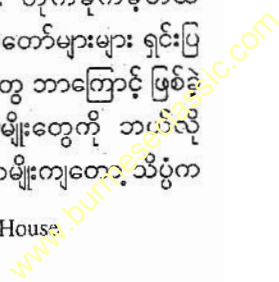 တော်များများ ရှင်းပြ
တွေ ဘာကြောင့် ဖြစ်ခဲ့
မျိုးတွေကို ဘယ်လို
မျိုးကျတော့ သိပ္ပံက
House
www.burmeseclassic.com